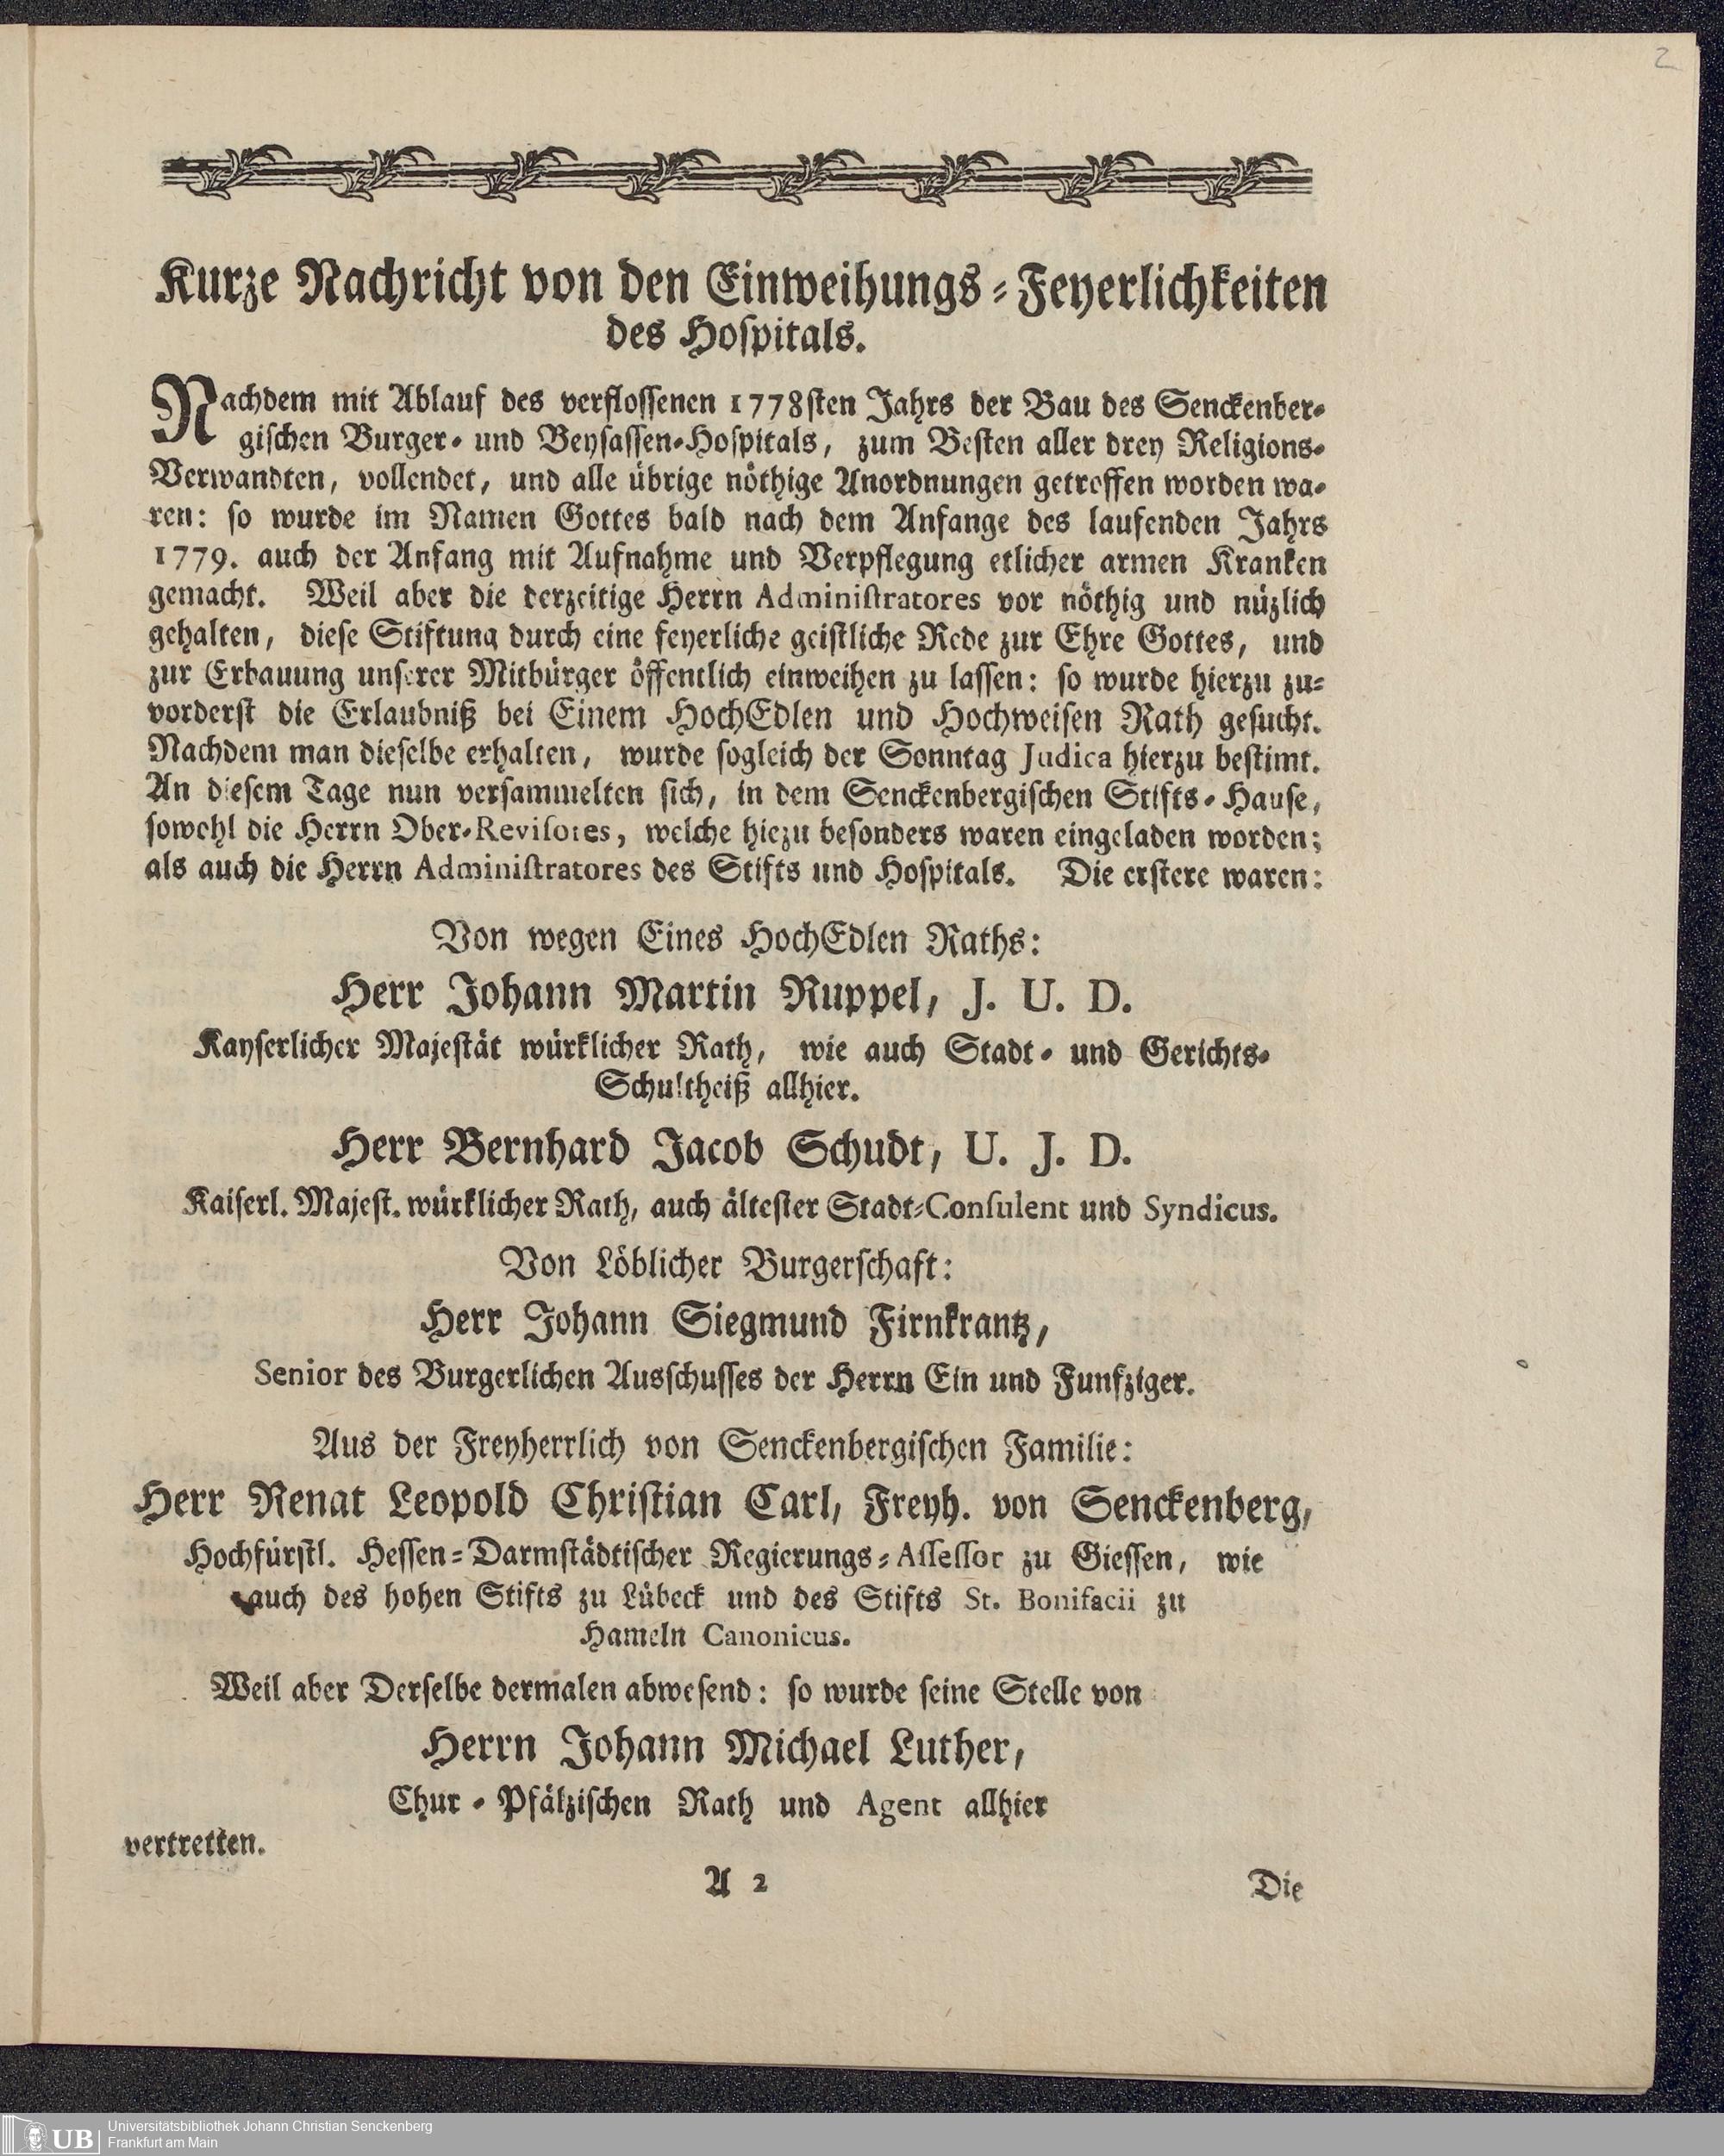 2
Kurze Nachricht von den Einweihungs-Feyerlichkeiten
des Hoſpitals.
Nachdem mit Ablauf des verfloſſenen 1778ſten Jahrs der Bau des Senckenber-
giſchen Burger- und Beyſaſſen-Hoſpitals, zum Beſten aller drey Religions-
Verwandten, vollendet, und alle übrige nöthige Anordnungen getroffen worden wa-
ren: ſo wurde im Namen Gottes bald nach dem Anfange des laufenden Jahrs
1779. auch der Anfang mit Aufnahme und Verpflegung etlicher armen Kranken
gemacht. Weil aber die derzeitige Herrn Adminiſtratores vor nöthig und nüzlich
gehalten, dieſe Stiftung durch eine feyerliche geiſtliche Rede zur Ehre Gottes, und
zur Erbauung unſerer Mitbürger öffentlich einweihen zu laſſen: ſo wurde hierzu zu-
vorderſt die Erlaubniß bei Einem HochEdlen und Hochweiſen Rath geſucht.
Nachdem man dieſelbe erhalten, wurde ſogleich der Sonntag Judica hierzu beſtimt.
An dieſem Tage nun verſammelten ſich, in dem Senckenbergiſchen Stifts-Hauſe,
ſowohl die Herrn Ober-Reviſores, welche hiezu beſonders waren eingeladen worden;
als auch die Herrn Adminiſtratores des Stifts und Hoſpitals. Die erſtere waren:
Von wegen Eines HochEdlen Raths:
Herr Johann Martin Ruppel, J. U. D.
Kayſerlicher Majeſtät würklicher Rath, wie auch Stadt- und Gerichts-
Schultheiß allhier.
Herr Bernhard Jacob Schudt, U. J. D.
Kaiſerl. Majeſt. würklicher Rath, auch älteſter Stadt-Conſulent und Syndicus.
Von Löblicher Burgerſchaft:
Herr Johann Siegmund Firnkrantz,
Senior des Burgerlichen Ausſchuſſes der Herrn Ein und Funfziger.
Aus der Freyherrlich von Senckenbergiſchen Familie:
Herr Renat Leopold Chriſtian Carl, Freyh. von Senckenberg,
Hochfürſtl. Heſſen-Darmſtädtiſcher Regierungs-Aſſeſſor zu Gieſſen, wie
auch des hohen Stifts zu Lübeck und des Stifts St. Bonifacii zu
Hameln Canonicus.
Weil aber Derſelbe dermalen abweſend: ſo wurde ſeine Stelle von
Herrn Johann Michael Luther,
Chur-Pfälziſchen Rath und Agent allhier
vertretten.
A 2
Die
UB
Universitätsbibliothek Johann Christian Senckenberg
Frankfurt am Main